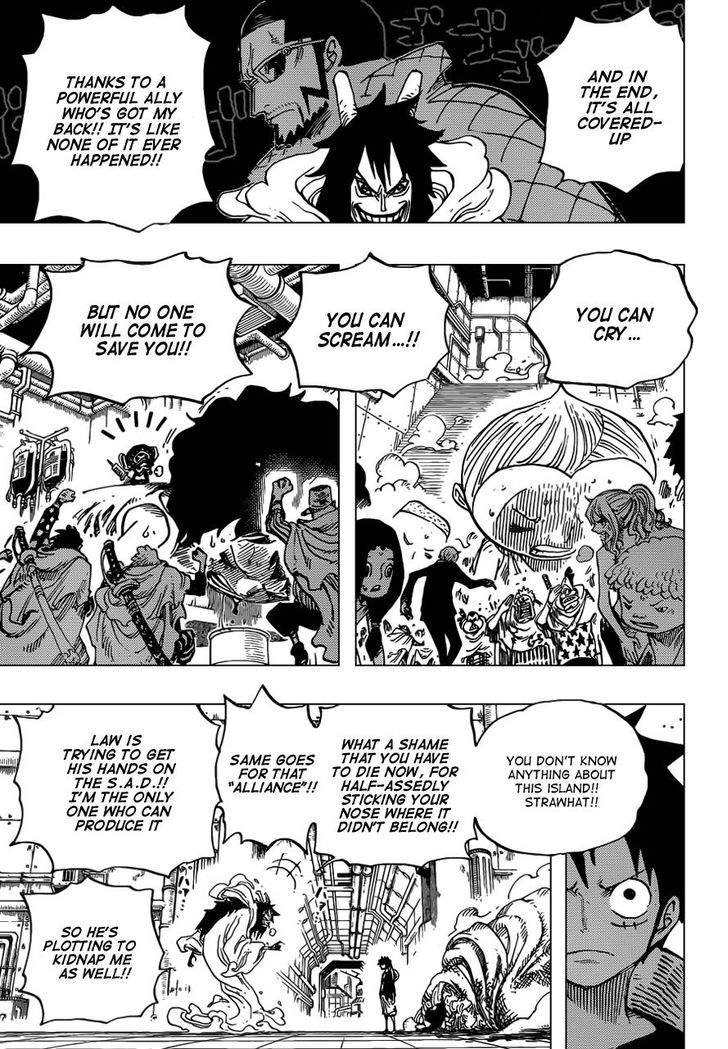 AND IN
THE END,
IT'S ALL
COVERED-
UP
THANKS TO A
POWERFUL ALLY
WHO'S GOT MY
BACK!! IT'S LIKE
NONE OF IT EVER
HAPPENED!!
YOU CAN
CRY...
YOU CAN
SCREAM...!!
BUT NO ONE
WILL COME TO
SAVE YOU!!
YOU DON'T KNOW
ANYTHING ABOUT
THIS ISLAND!!
STRAWHAT!!
WHAT A SHAME
THAT YOU HAVE
TO DIE NOW, FOR
HALF-ASSEDLY
STICKING YOUR
NOSE WHERE IT
DIDN'T BELONG!!
SAME GOES
FOR THAT
"ALLIANCE"!!
LAW IS
TRYING TO GET
HIS HANDS ON
THE S.A.D.!!
I'M THE ONLY
ONE WHO CAN
PRODUCE IT
SO HE'S
PLOTTING TO
KIDNAP ME
AS WELL!!